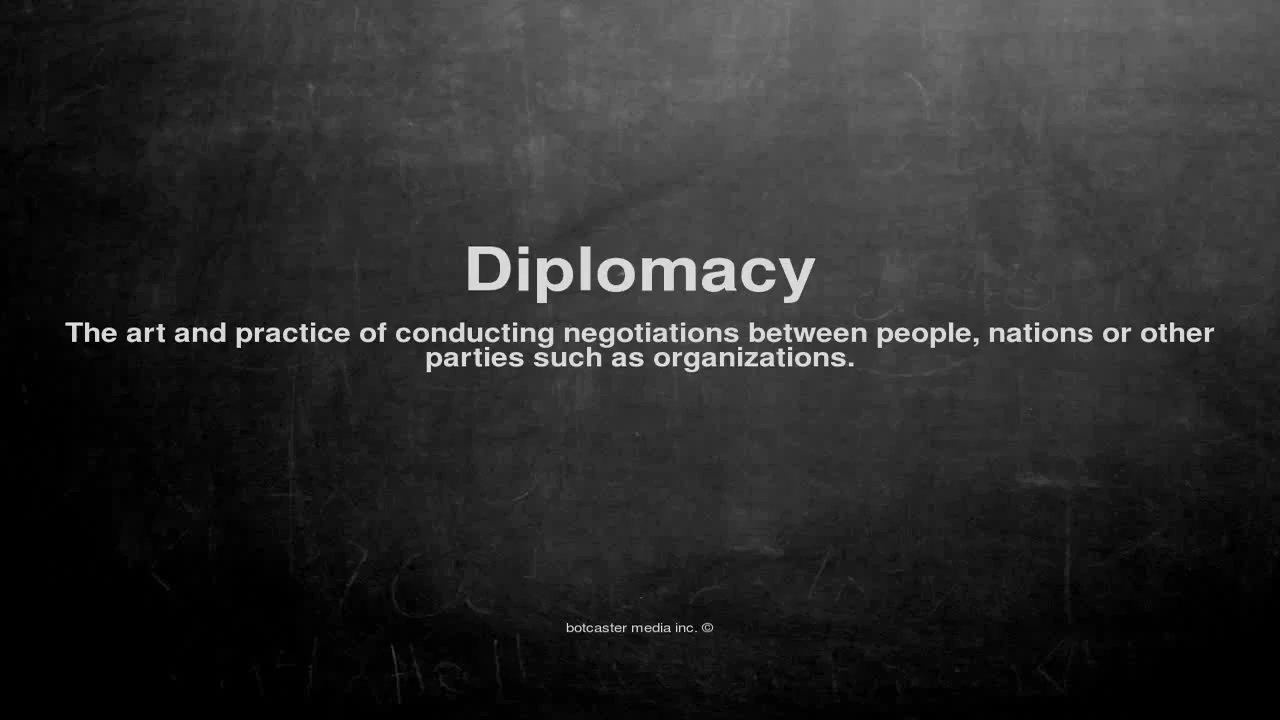 Diplomacy
The art and practice of conducting negotiations between people, nations or other
parties such as organizations.
botcaster media inc. ©